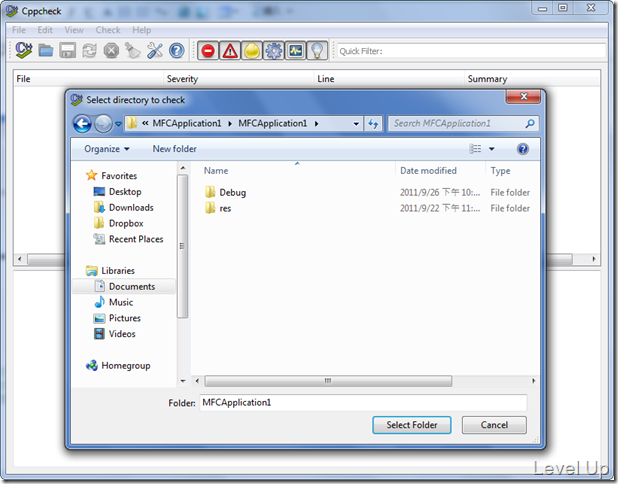 Cppcheck
File Edit View Check Help
Quick Filter:
File Severity Line Summary
Select directory to check
« MFCApplication1 MFCApplication1
Search MFCApplication1
Organize New folder
Favorites
Desktop
Downloads
Dropbox
Recent Places
Libraries
Documents
Music
Pictures
Videos
Homegroup
Name Date modified Type
Debug 2011/9/26 下午 10:... File folder
res 2011/9/22 下午 11:... File folder
Folder: MFCApplication1
Select Folder Cancel
Level Up